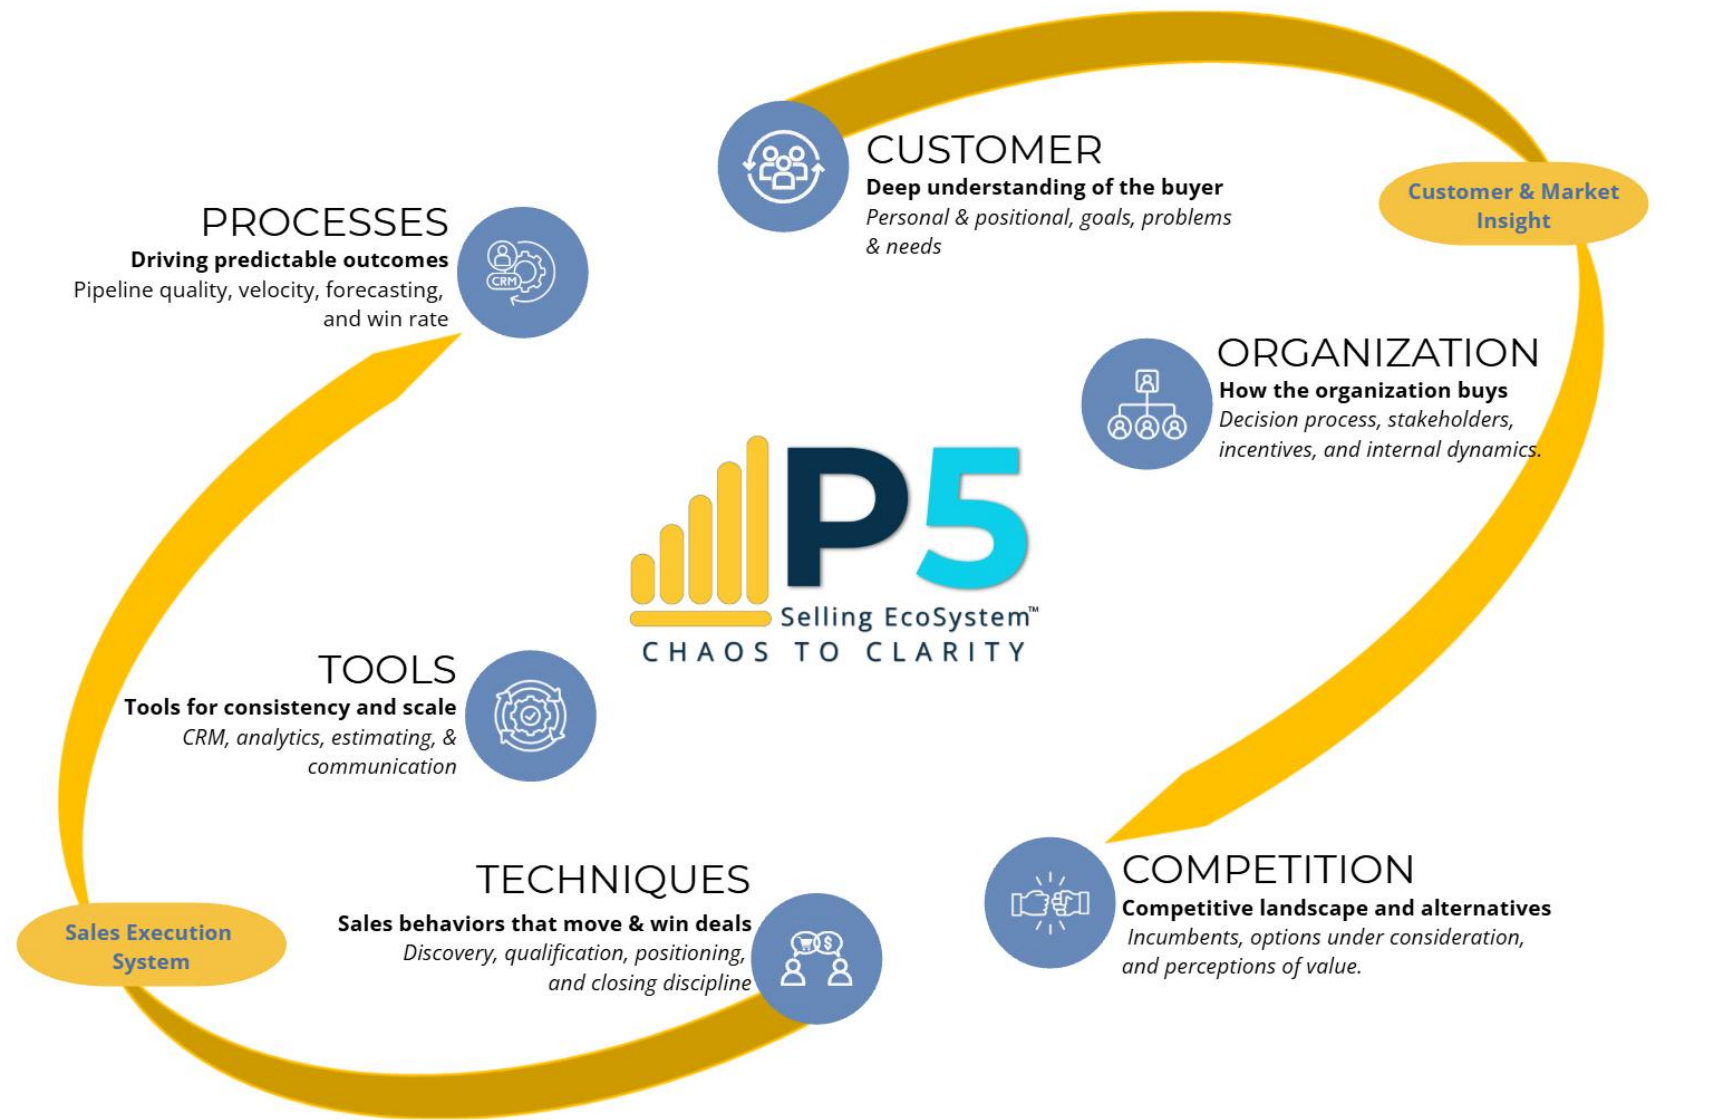 CUSTOMER
Deep understanding of the buyer
Personal & positional, goals, problems
& needs
Customer & Market
Insight
PROCESSES
Driving predictable outcomes
Pipeline quality, velocity, forecasting,
and win rate
CRM
ORGANIZATION
How the organization buys
Decision process, stakeholders,
incentives, and internal dynamics.
P5
Selling EcoSystem™
CHAOS TO CLARITY
TOOLS
Tools for consistency and scale
CRM, analytics, estimating, &
communication
TECHNIQUES
Sales behaviors that move & win deals
Discovery, qualification, positioning,
and closing discipline
$
COMPETITION
Competitive landscape and alternatives
Incumbents, options under consideration,
and perceptions of value.
Sales Execution
System